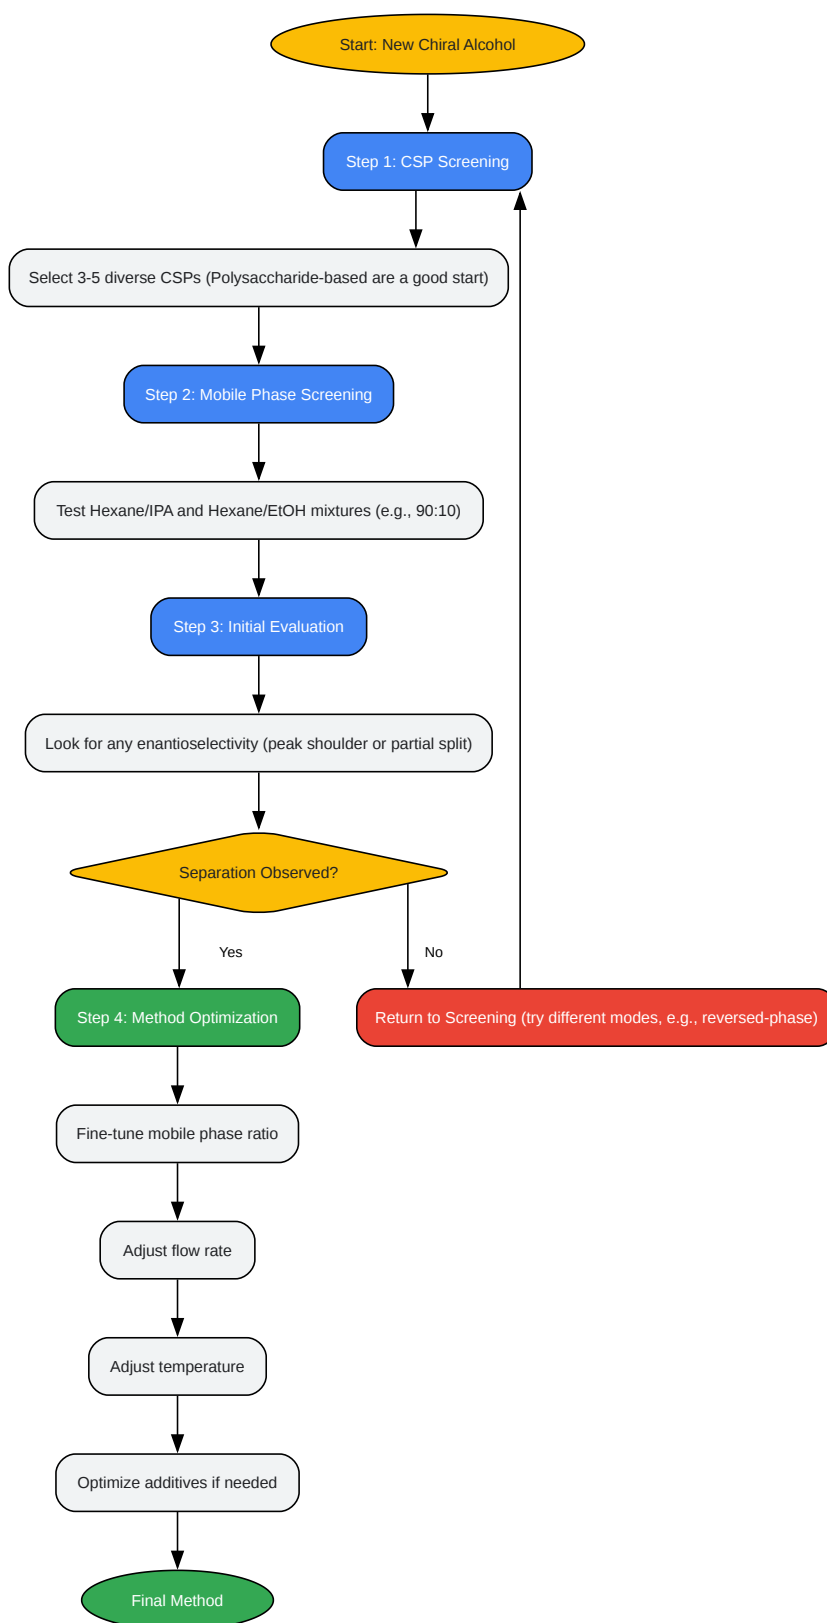 Start: New Chiral Alcohol
Step 1: CSP Screening
Select 3-5 diverse CSPs (Polysaccharide-based are a good start)
Step 2: Mobile Phase Screening
Test Hexane/IPA and Hexane/EtOH mixtures (e.g., 90:10)
Step 3: Initial Evaluation
Look for any enantioselectivity (peak shoulder or partial split)
Separation Observed?
Yes
No
Step 4: Method Optimization
Return to Screening (try different modes, e.g., reversed-phase)
Fine-tune mobile phase ratio
Adjust flow rate
Adjust temperature
Optimize additives if needed
Final Method